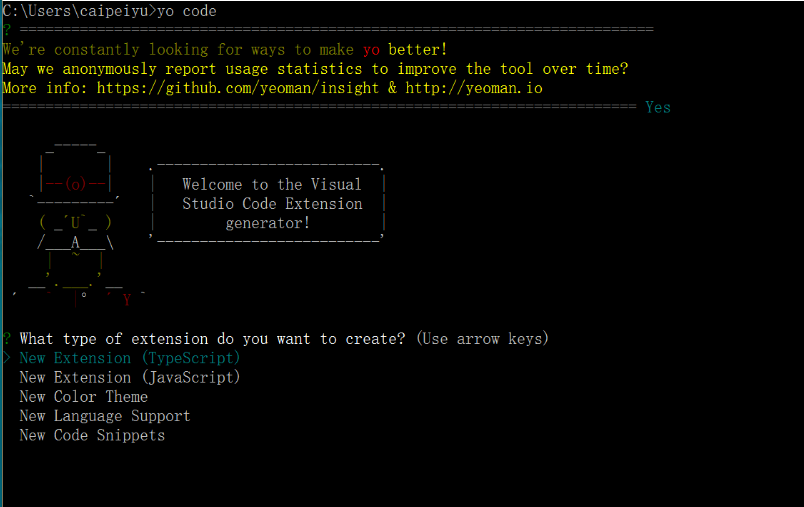 C:\Users\caipeiyu>yo code
? ==========================================================================
We're constantly looking for ways to make yo better!
May we anonymously report usage statistics to improve the tool over time?
More info: https://github.com/yeoman/insight & http://yeoman.io
========================================================================== Yes
Welcome to the Visual
Studio Code Extension
generator!
? What type of extension do you want to create? (Use arrow keys)
> New Extension (TypeScript)
New Extension (JavaScript)
New Color Theme
New Language Support
New Code Snippets